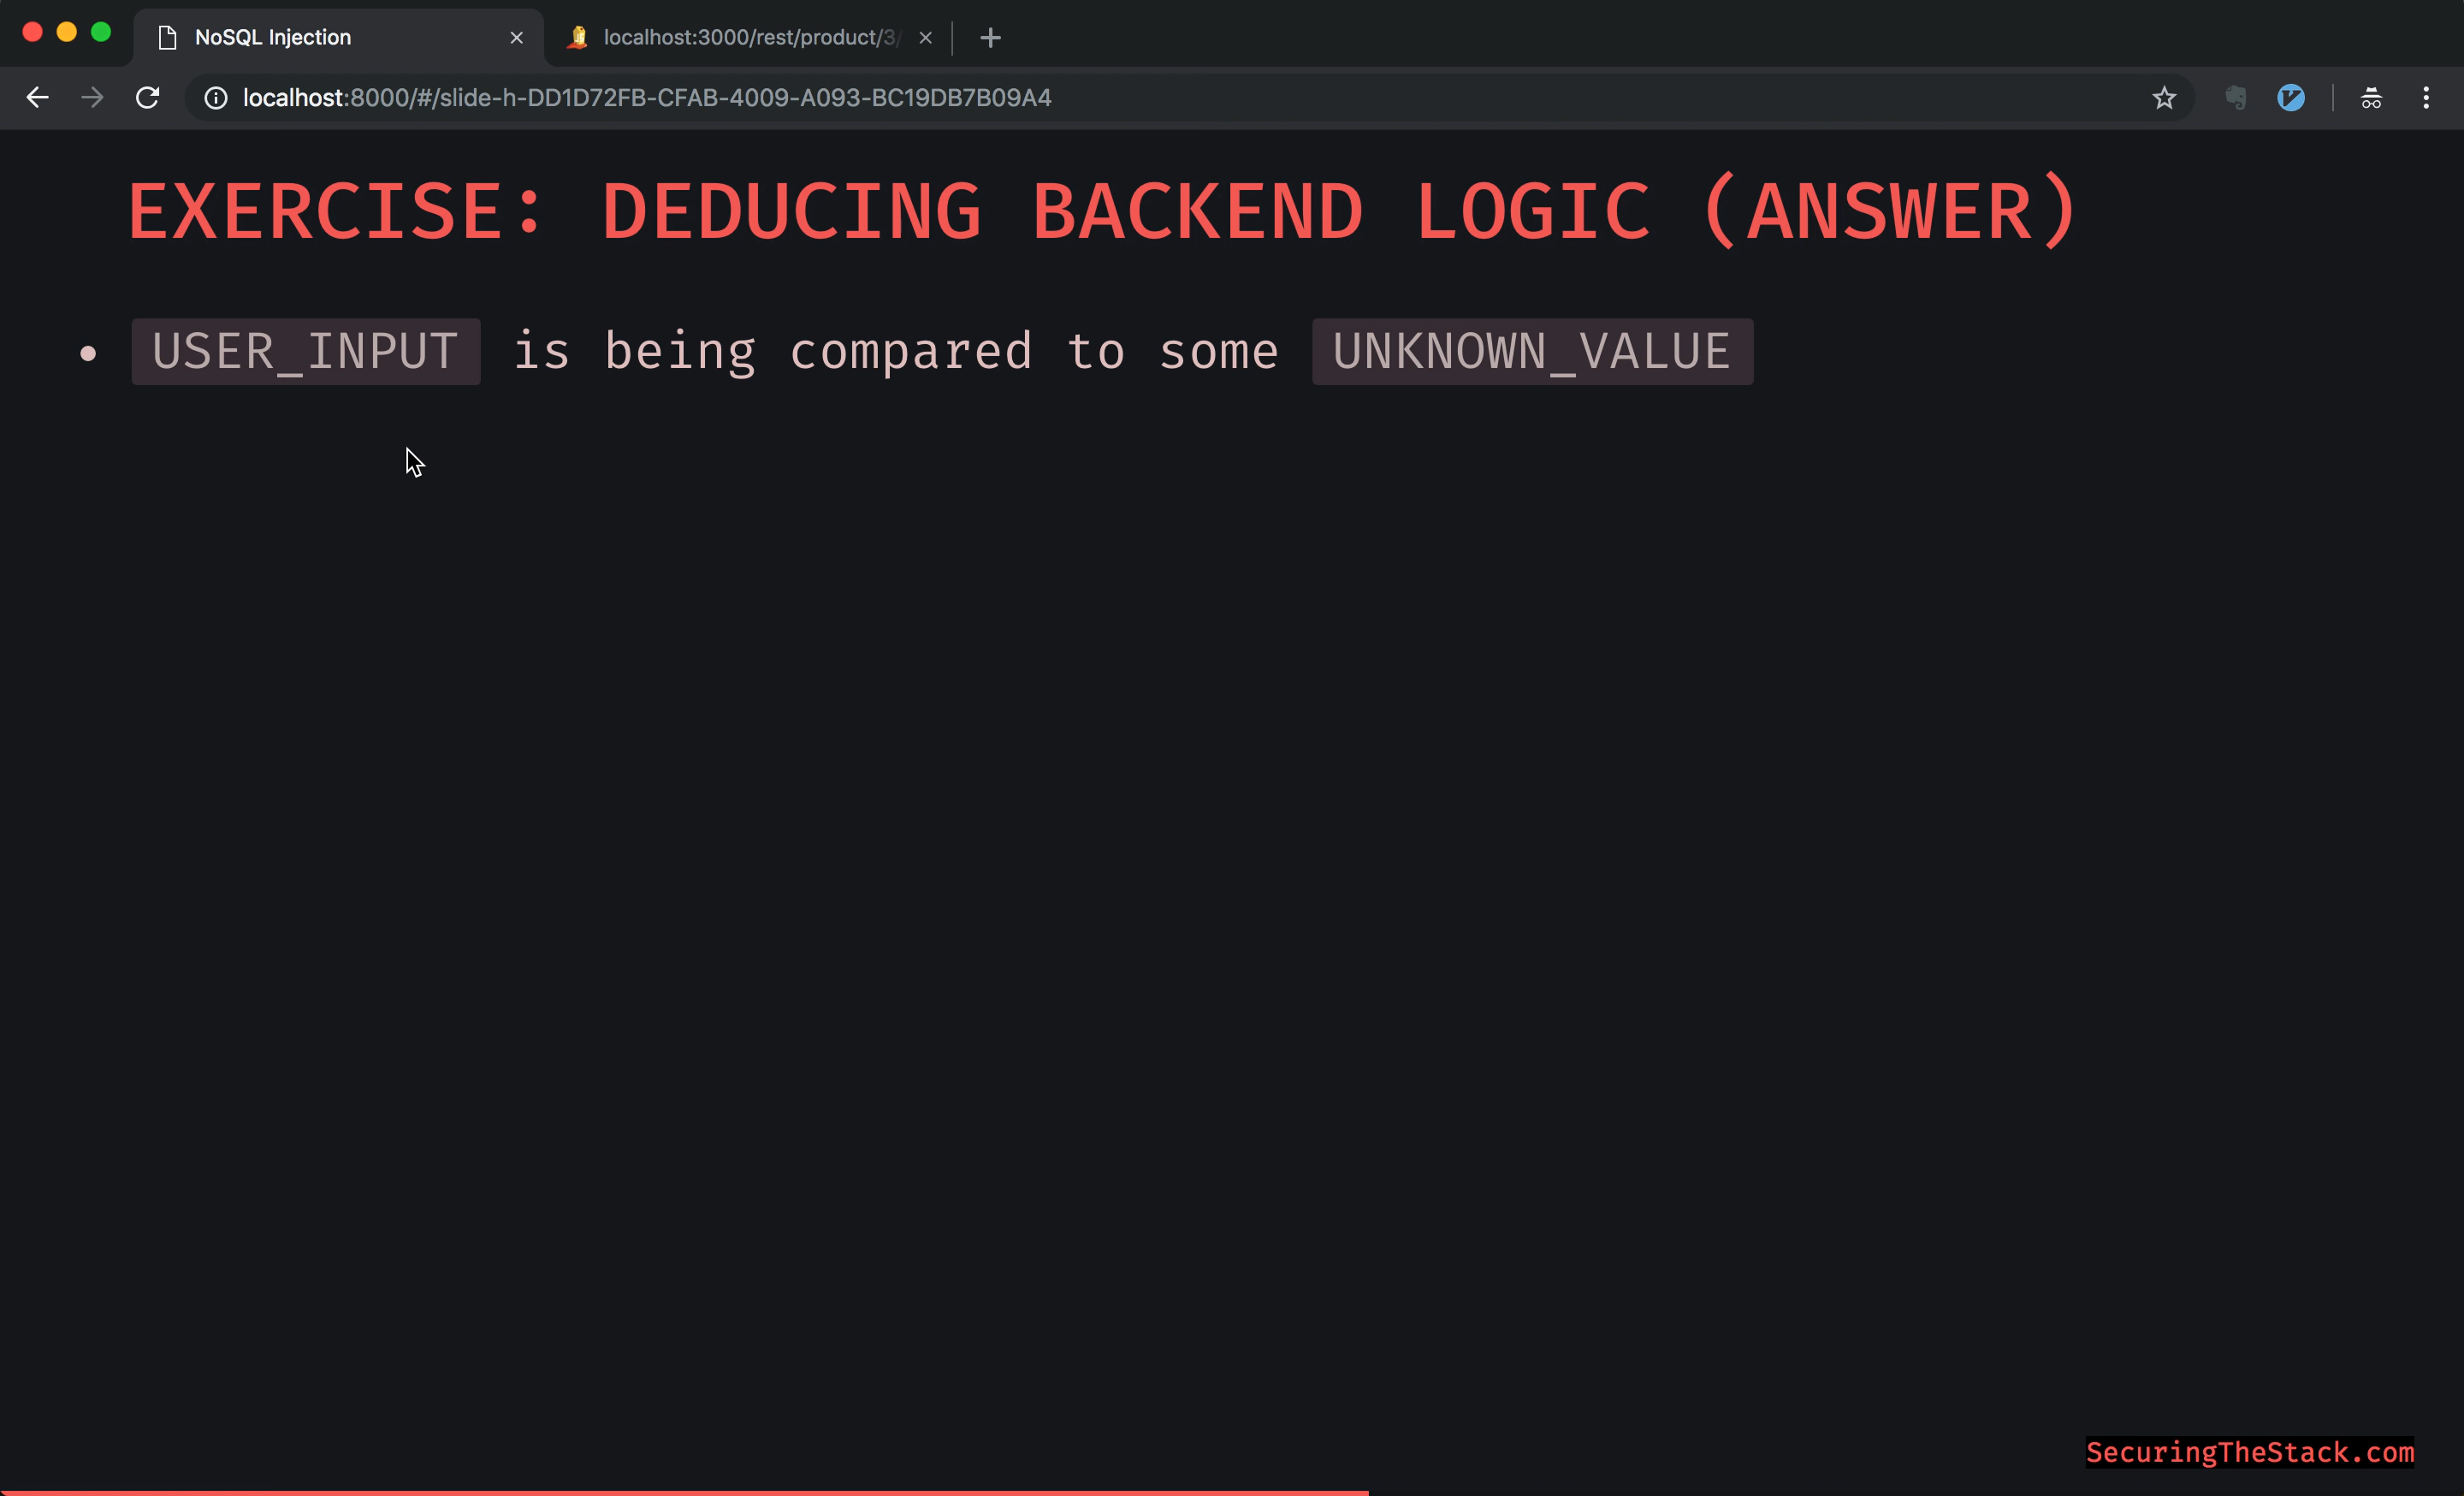 NoSQL Injection
localhost:3000/rest/product/3/
localhost:8000/#/slide-h-DD1D72FB-CFAB-4009-A093-BC19DB7B09A4
EXERCISE: DEDUCING BACKEND LOGIC (ANSWER)
• USER_INPUT is being compared to some UNKNOWN_VALUE
SecuringTheStack.com